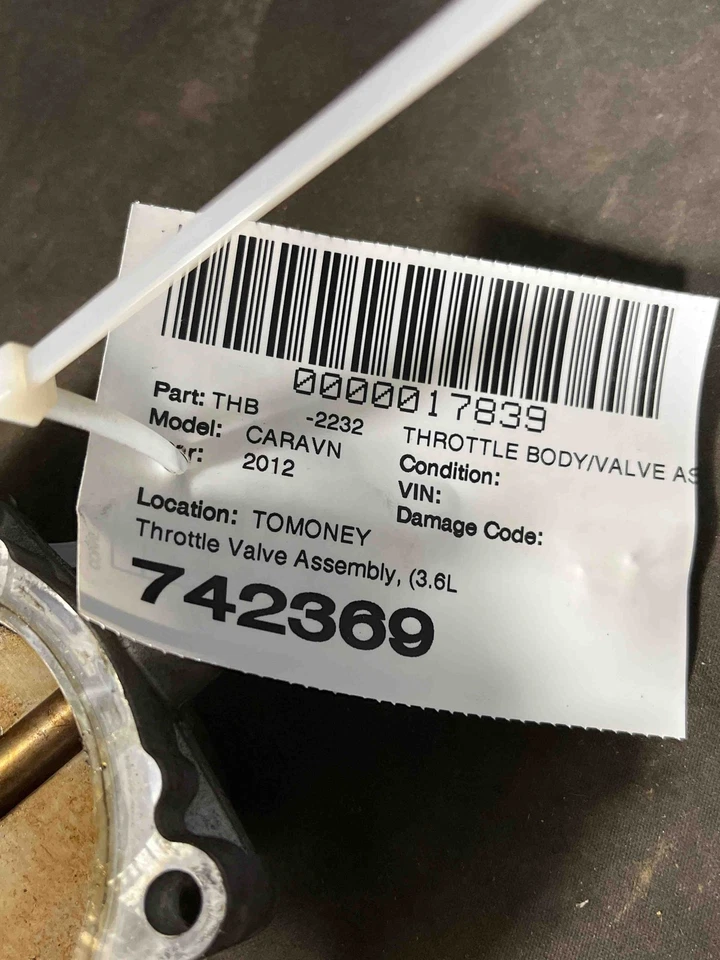 0000017839
Part: THB -2232 THROTTLE BODY/VALVE AS
Model: CARAVN Condition:
2012 VIN:
Damage Code:
Location: TOMONEY
Throttle Valve Assembly, (3.6L
742369